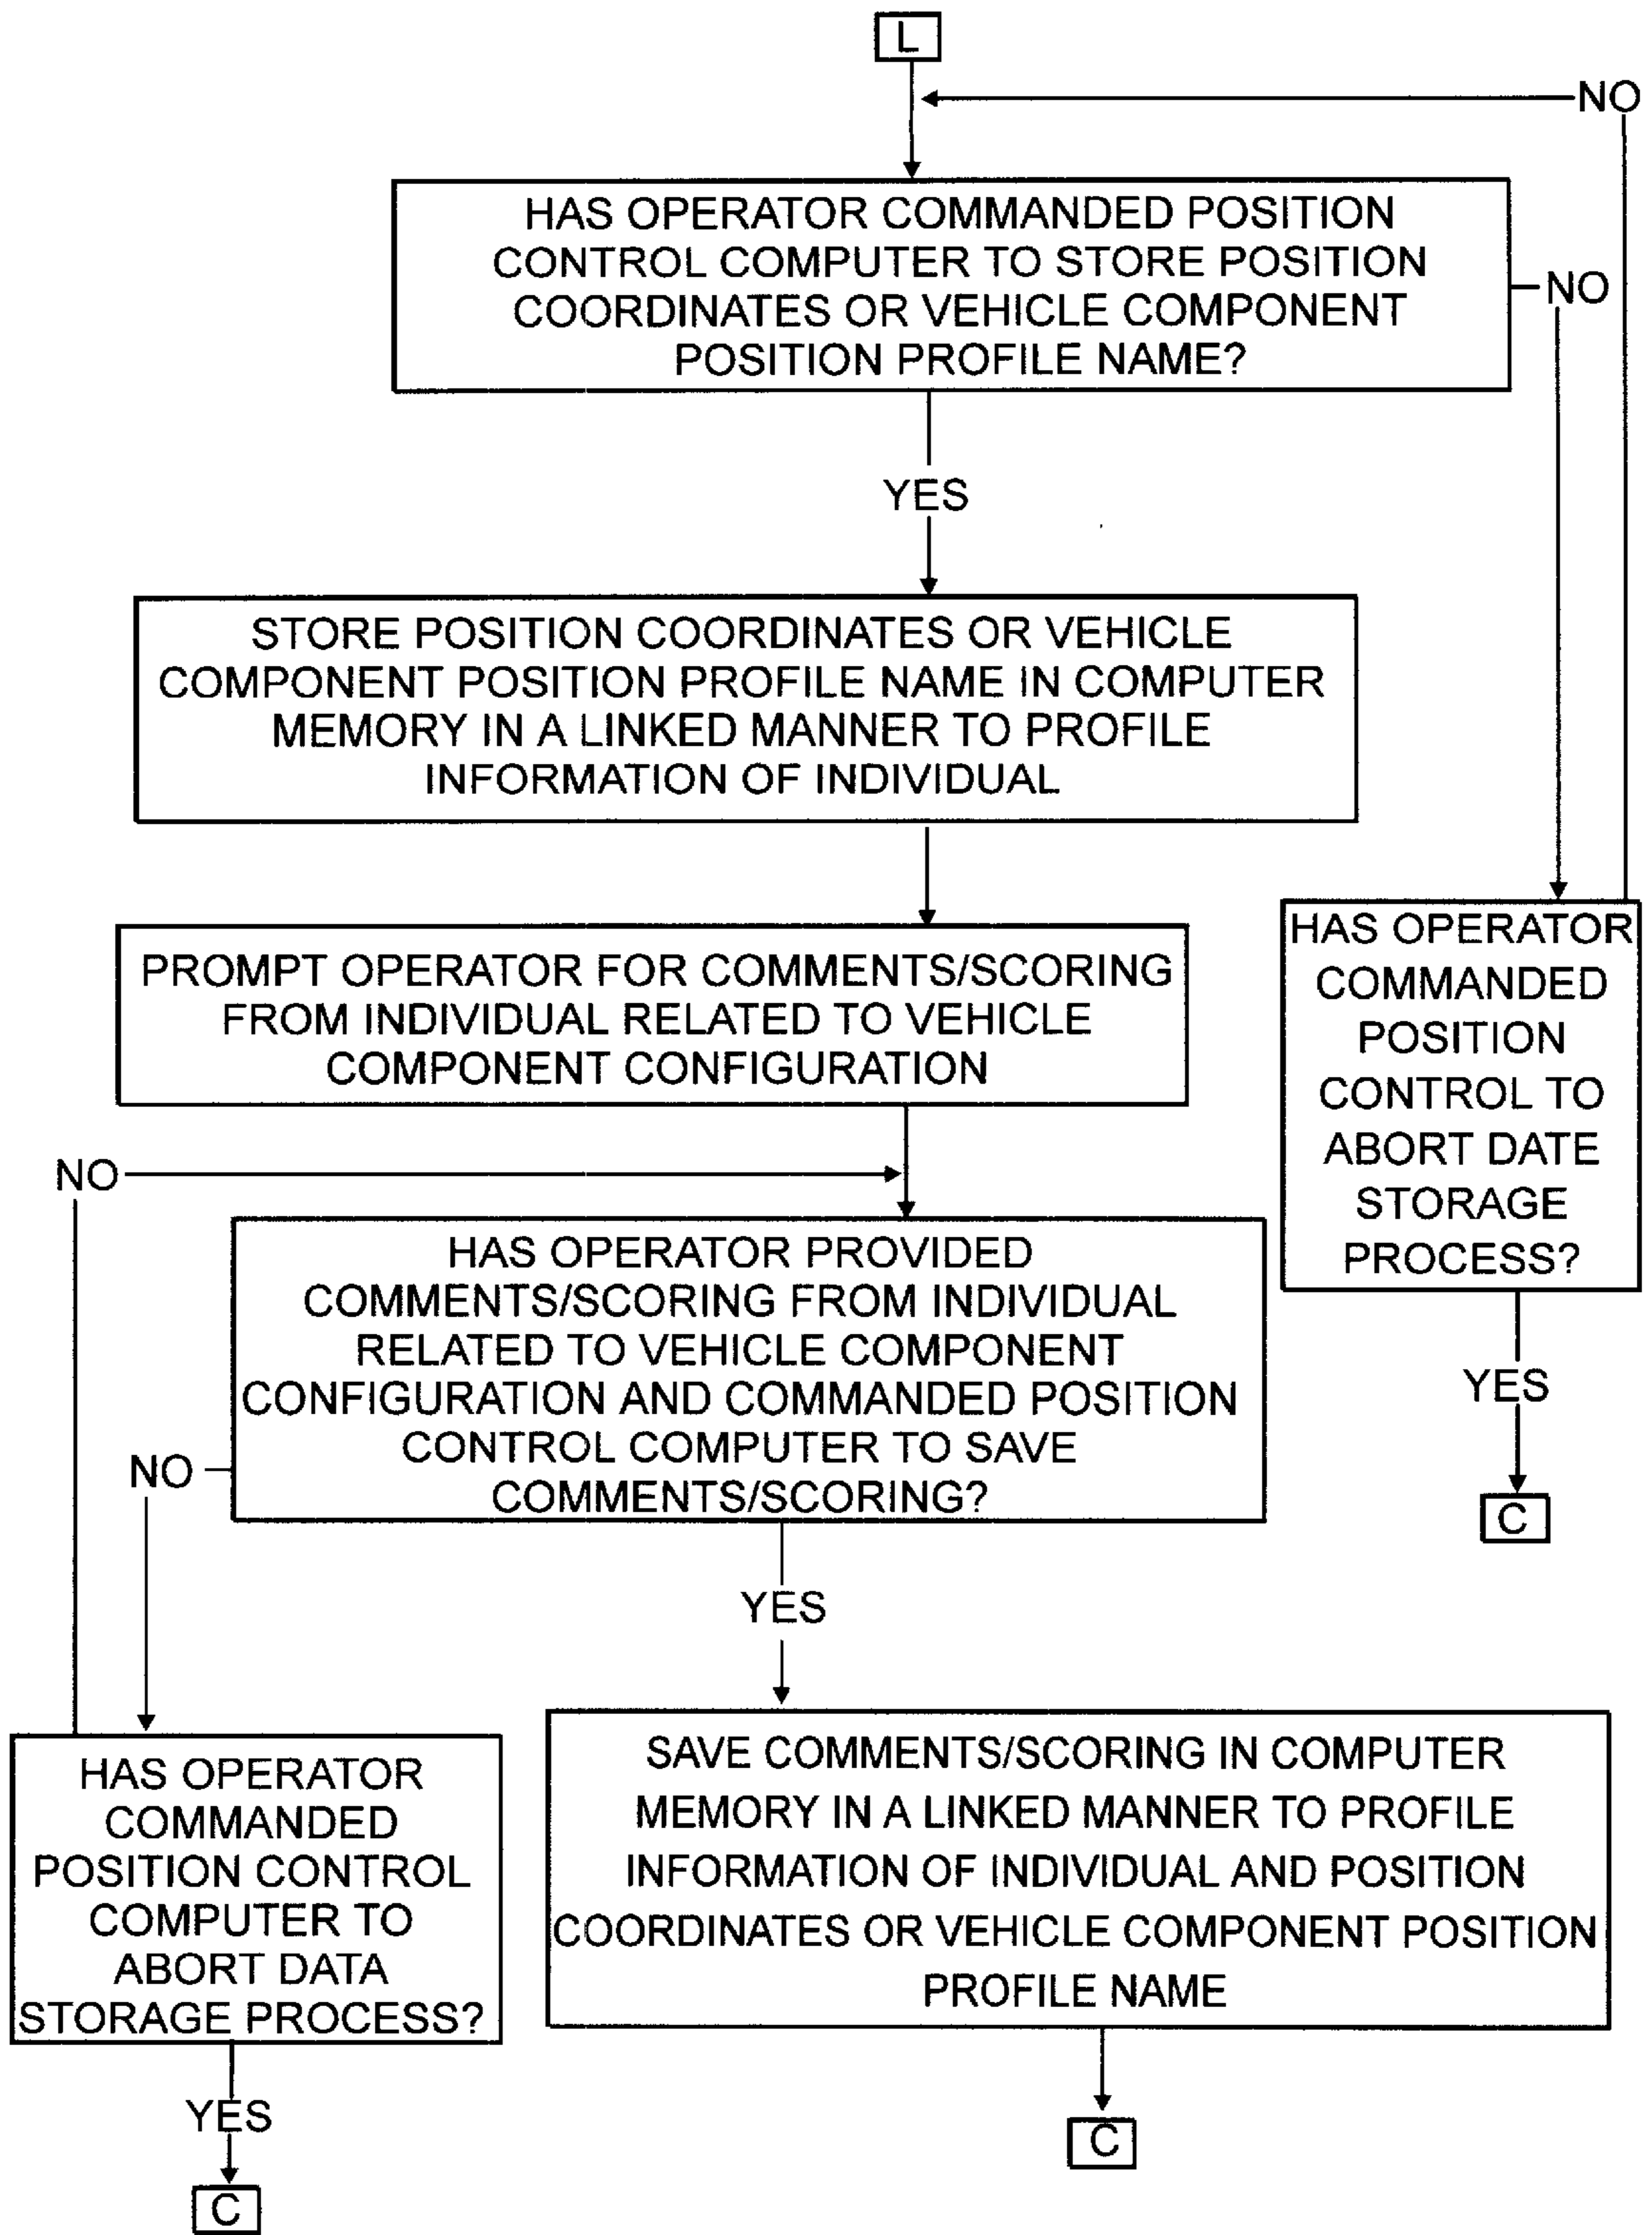 L
NO
HAS OPERATOR COMMANDED POSITION
CONTROL COMPUTER TO STORE POSITION
COORDINATES OR VEHICLE COMPONENT
POSITION PROFILE NAME?
NO
YES
STORE POSITION COORDINATES OR VEHICLE
COMPONENT POSITION PROFILE NAME IN COMPUTER
MEMORY IN A LINKED MANNER TO PROFILE
INFORMATION OF INDIVIDUAL
HAS OPERATOR
COMMANDED
POSITION
CONTROL TO
ABORT DATE
STORAGE
PROCESS?
YES
C
PROMPT OPERATOR FOR COMMENTS/SCORING
FROM INDIVIDUAL RELATED TO VEHICLE
COMPONENT CONFIGURATION
NO
HAS OPERATOR PROVIDED
COMMENTS/SCORING FROM INDIVIDUAL
RELATED TO VEHICLE COMPONENT
CONFIGURATION AND COMMANDED POSITION
CONTROL COMPUTER TO SAVE
COMMENTS/SCORING?
NO
YES
HAS OPERATOR
COMMANDED
POSITION CONTROL
COMPUTER TO
ABORT DATA
STORAGE PROCESS?
YES
C
SAVE COMMENTS/SCORING IN COMPUTER
MEMORY IN A LINKED MANNER TO PROFILE
INFORMATION OF INDIVIDUAL AND POSITION
COORDINATES OR VEHICLE COMPONENT POSITION
PROFILE NAME
C